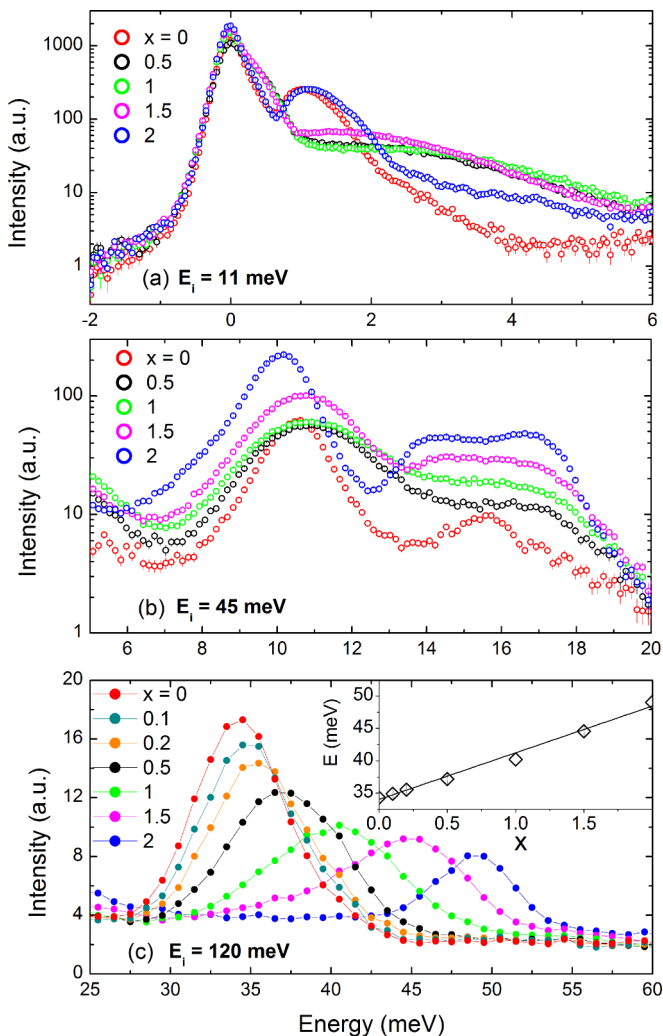 1000
100
10
1
Intensity (a.u.)
x = 0
0.5
1
1.5
2
(a) E_i = 11 meV
-2 0 2 4 6
100
10
1
Intensity (a.u.)
x = 0
0.5
1
1.5
2
(b) E_i = 45 meV
6 8 10 12 14 16 18 20
20
16
12
8
4
0
Intensity (a.u.)
x = 0
0.1
0.2
0.5
1
1.5
2
(c) E_i = 120 meV
50
45
40
35
E (meV)
0.0 0.5 1.0 1.5
X
25 30 35 40 45 50 55 60
Energy (meV)